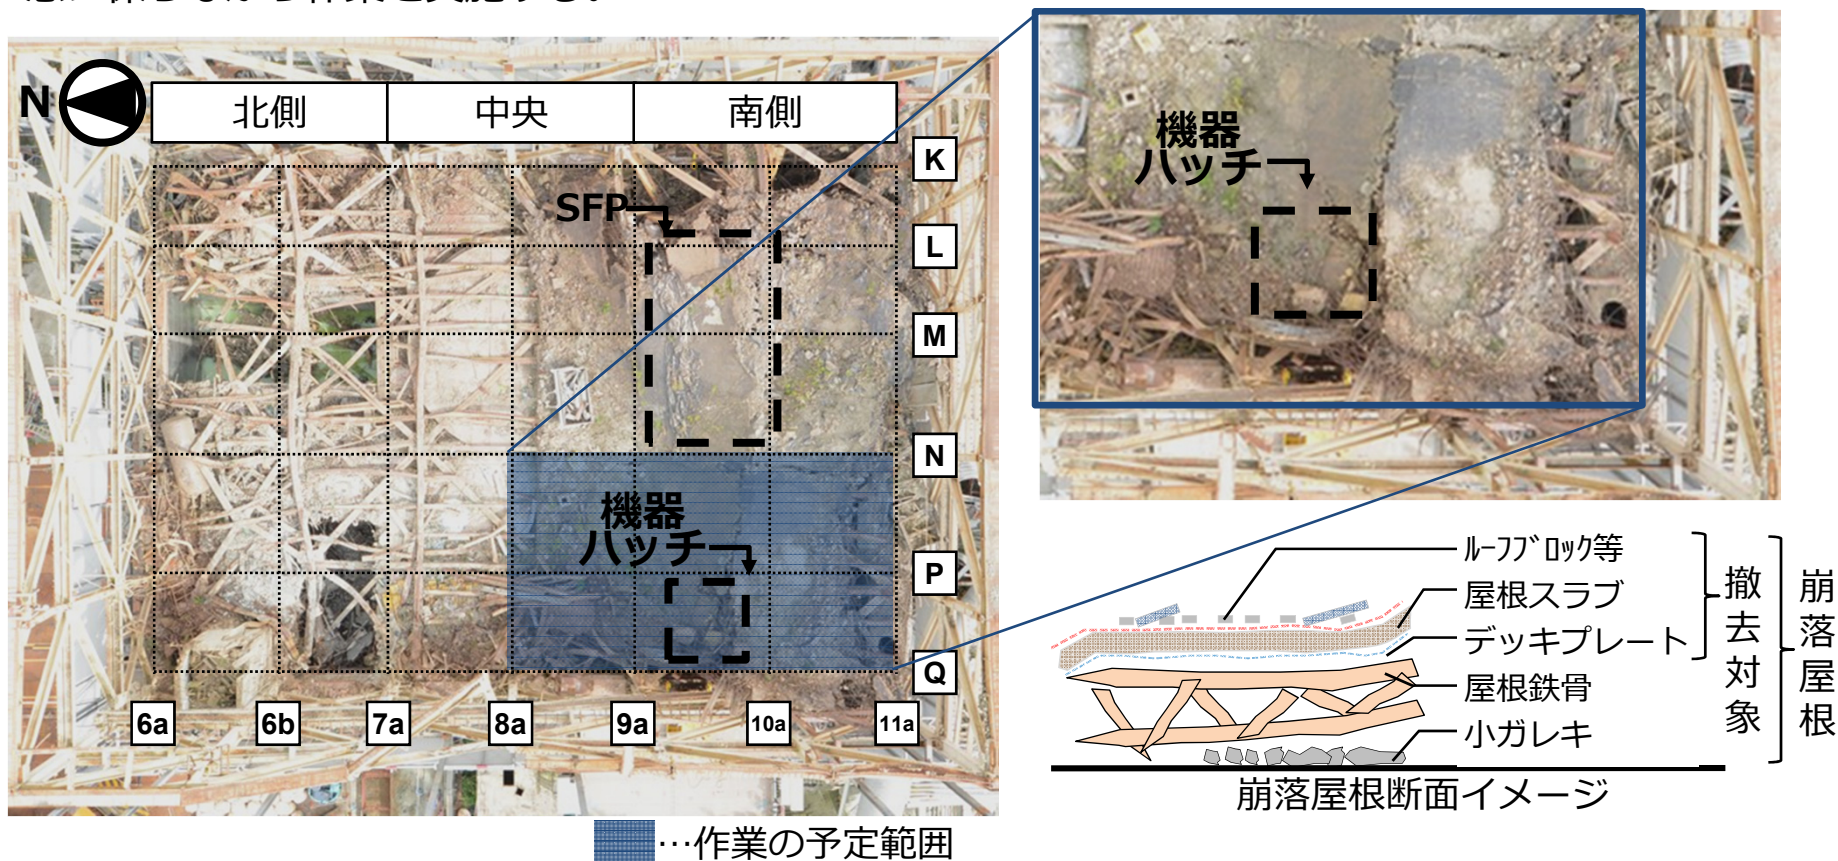 N
北側
中央
南側
K
L
M
N
P
Q
SFP
機器
ハッチ
6a
6b
7a
8a
9a
10a
11a
…作業の予定範囲
機器
ハッチ
ﾙｰﾌﾌﾞﾛｯｸ等
屋根スラブ
デッキプレート
屋根鉄骨
小ガレキ
撤去対象
崩落屋根
崩落屋根断面イメージ